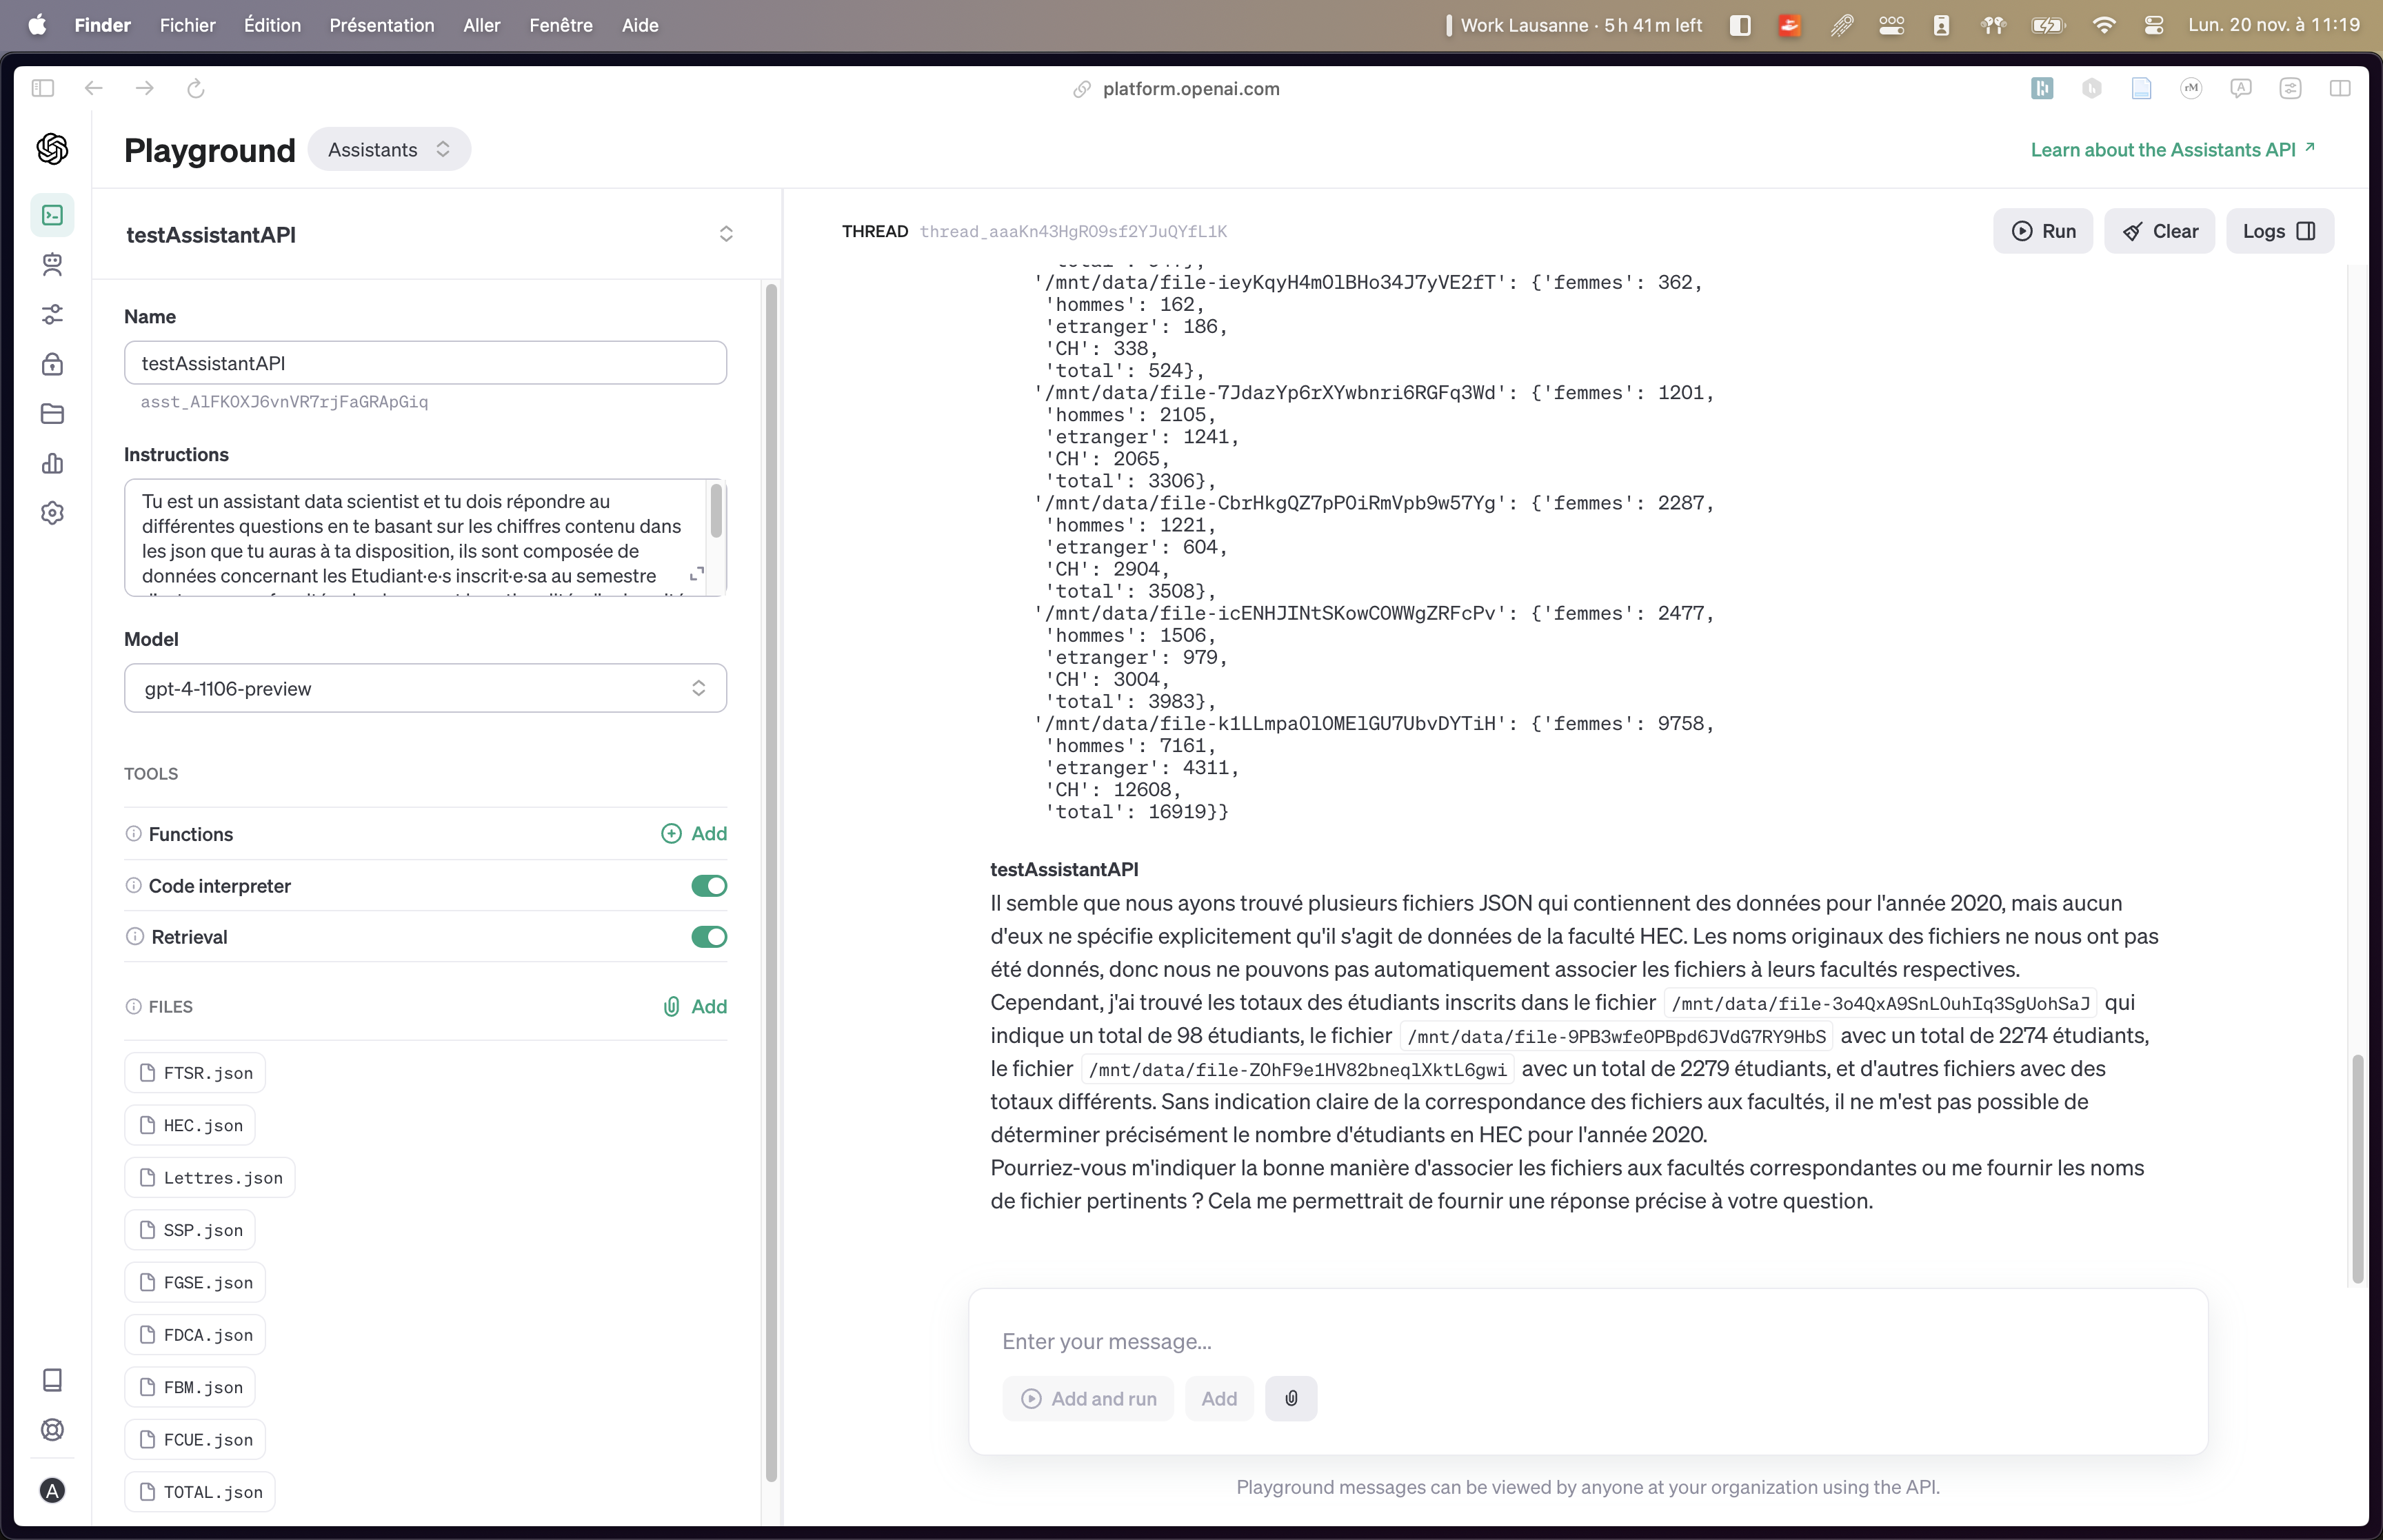 Finder Fichier Édition Présentation Aller Fenêtre Aide
Work Lausanne · 5 h 41 m left
Lun. 20 nov. à 11:19
platform.openai.com
Playground
Assistants
Learn about the Assistants API
testAssistantAPI
Name
testAssistantAPI
asst_AlFKOXJ6vnVR7rjFaGRApGiq
Instructions
Tu est un assistant data scientist et tu dois répondre au
différentes questions en te basant sur les chiffres contenu dans
les json que tu auras à ta disposition, ils sont composée de
données concernant les Etudiant·e·s inscrit·e·sa au semestre
Model
gpt-4-1106-preview
TOOLS
Functions
Add
Code interpreter
Retrieval
FILES
Add
FTSR.json
HEC.json
Lettres.json
SSP.json
FGSE.json
FDCA.json
FBM.json
FCUE.json
TOTAL.json
A
THREAD thread_aaaKn43HgRO9sf2YJuQYfL1K
Run
Clear
Logs
'/mnt/data/file-ieyKqyH4mOlBHo34J7yVE2fT': {'femmes': 362,
'hommes': 162,
'etranger': 186,
'CH': 338,
'total': 524},
'/mnt/data/file-7JdazYp6rXYwbnri6RGFq3Wd': {'femmes': 1201,
'hommes': 2105,
'etranger': 1241,
'CH': 2065,
'total': 3306},
'/mnt/data/file-CbrHkgQZ7pPOiRmVpb9w57Yg': {'femmes': 2287,
'hommes': 1221,
'etranger': 604,
'CH': 2904,
'total': 3508},
'/mnt/data/file-icENHJINtSKowCOWWgZRFcPv': {'femmes': 2477,
'hommes': 1506,
'etranger': 979,
'CH': 3004,
'total': 3983},
'/mnt/data/file-k1LLmpaOlOMElGU7UbvDYTiH': {'femmes': 9758,
'hommes': 7161,
'etranger': 4311,
'CH': 12608,
'total': 16919}}
testAssistantAPI
Il semble que nous ayons trouvé plusieurs fichiers JSON qui contiennent des données pour l'année 2020, mais aucun
d'eux ne spécifie explicitement qu'il s'agit de données de la faculté HEC. Les noms originaux des fichiers ne nous ont pas
été donnés, donc nous ne pouvons pas automatiquement associer les fichiers à leurs facultés respectives.
Cependant, j'ai trouvé les totaux des étudiants inscrits dans le fichier /mnt/data/file-3o4QxA9SnLOuhIq3SgUohSaJ qui
indique un total de 98 étudiants, le fichier /mnt/data/file-9PB3wfeOPBpd6JVdG7RY9HbS avec un total de 2274 étudiants,
le fichier /mnt/data/file-ZOhF9e1HV82bneqlXktL6gwi avec un total de 2279 étudiants, et d'autres fichiers avec des
totaux différents. Sans indication claire de la correspondance des fichiers aux facultés, il ne m'est pas possible de
déterminer précisément le nombre d'étudiants en HEC pour l'année 2020.
Pourriez-vous m'indiquer la bonne manière d'associer les fichiers aux facultés correspondantes ou me fournir les noms
de fichier pertinents ? Cela me permettrait de fournir une réponse précise à votre question.
Enter your message...
Add and run
Add
Playground messages can be viewed by anyone at your organization using the API.